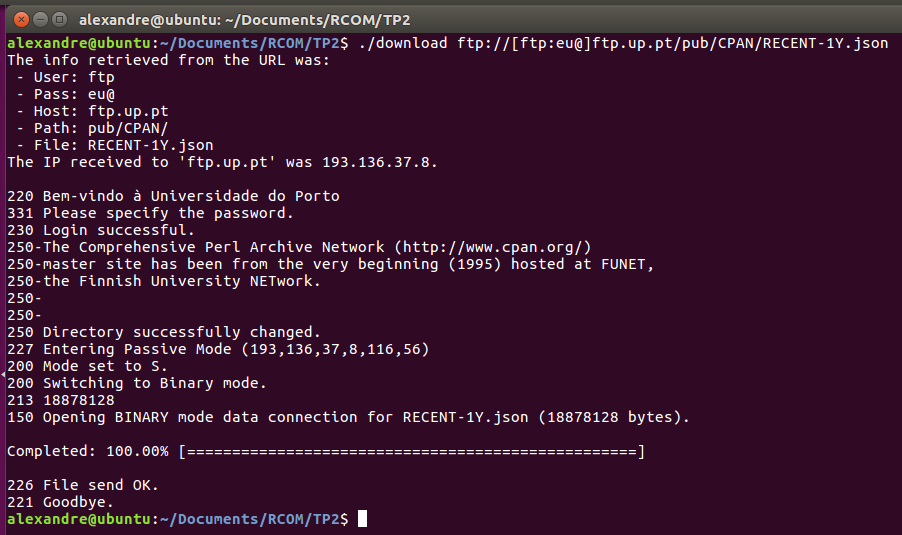 alexandre@ubuntu: ~/Documents/RCOM/TP2
alexandre@ubuntu:~/Documents/RCOM/TP2$ ./download ftp://[ftp:eu@]ftp.up.pt/pub/CPAN/RECENT-1Y.json
The info retrieved from the URL was:
 - User: ftp
 - Pass: eu@
 - Host: ftp.up.pt
 - Path: pub/CPAN/
 - File: RECENT-1Y.json
The IP received to 'ftp.up.pt' was 193.136.37.8.

220 Bem-vindo à Universidade do Porto
331 Please specify the password.
230 Login successful.
250-The Comprehensive Perl Archive Network (http://www.cpan.org/)
250-master site has been from the very beginning (1995) hosted at FUNET,
250-the Finnish University NETwork.
250-
250-
250 Directory successfully changed.
227 Entering Passive Mode (193,136,37,8,116,56)
200 Mode set to S.
200 Switching to Binary mode.
213 18878128
150 Opening BINARY mode data connection for RECENT-1Y.json (18878128 bytes).

Completed: 100.00% [==================================================]

226 File send OK.
221 Goodbye.
alexandre@ubuntu:~/Documents/RCOM/TP2$